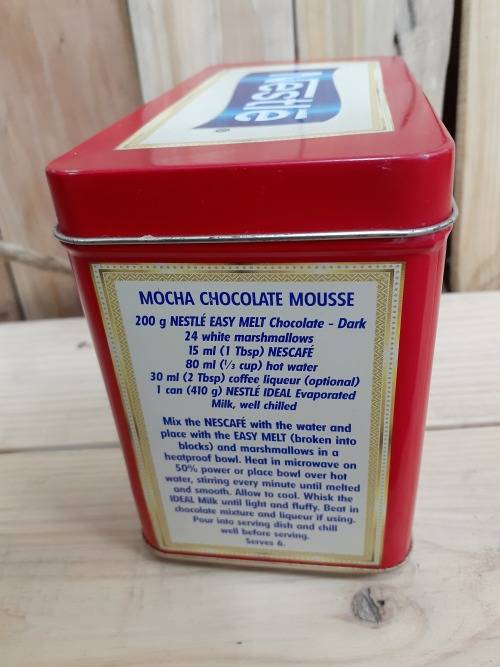 Nestlé
MOCHA CHOCOLATE MOUSSE
200 g NESTLÉ EASY MELT Chocolate - Dark
24 white marshmallows
15 ml (1 Tbsp) NESCAFÉ
80 ml (1/3 cup) hot water
30 ml (2 Tbsp) coffee liqueur (optional)
1 can (410 g) NESTLÉ IDEAL Evaporated
Milk, well chilled
Mix the NESCAFÉ with the water and
place with the EASY MELT (broken into
blocks) and marshmallows in a
heatproof bowl. Heat in microwave on
50% power or place bowl over hot
water, stirring every minute until melted
and smooth. Allow to cool. Whisk the
IDEAL Milk until light and fluffy. Beat in
chocolate mixture and liqueur if using.
Pour into serving dish and chill
well before serving.
Serves 6.